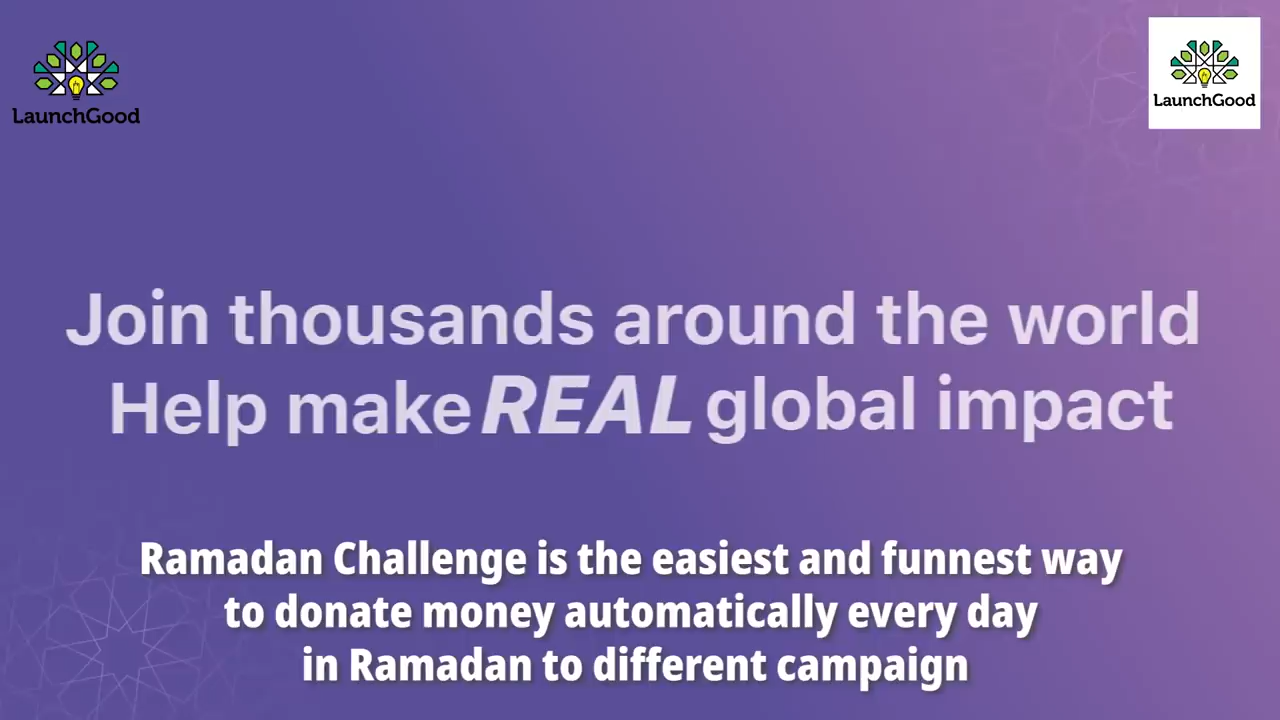 LaunchGood
LaunchGood
Join thousands around the world
Help make REAL global impact
Ramadan Challenge is the easiest and funnest way
to donate money automatically every day
in Ramadan to different campaign